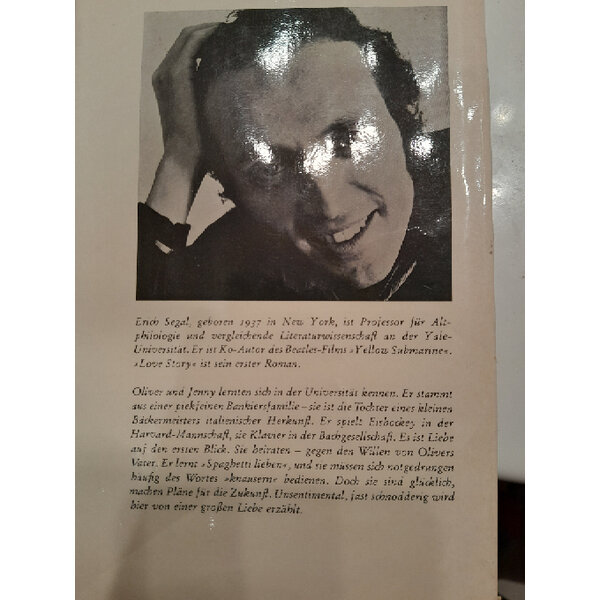 Erich Segal, geboren 1937 in New York, ist Professor für Alt-
philologie und vergleichende Literaturwissenschaft an der Yale-
Universität. Er ist Ko-Autor des Beatles-Films »Yellow Submarine«.
»Love Story« ist sein erster Roman.
Oliver und Jenny lernten sich in der Universität kennen. Er stammt
aus einer piekfeinen Bankiersfamilie – sie ist die Tochter eines kleinen
Bäckermeisters italienischer Herkunft. Er spielt Eishockey in der
Harvard-Mannschaft, sie Klavier in der Bachgesellschaft. Es ist Liebe
auf den ersten Blick. Sie heiraten – gegen den Willen von Olivers
Vater. Er lernt »Spaghetti lieben«, und sie müssen sich notgedrungen
häufig des Wortes »knausern« bedienen. Doch sie sind glücklich,
machen Pläne für die Zukunft. Unsentimental, fast schnodderig wird
hier von einer großen Liebe erzählt.